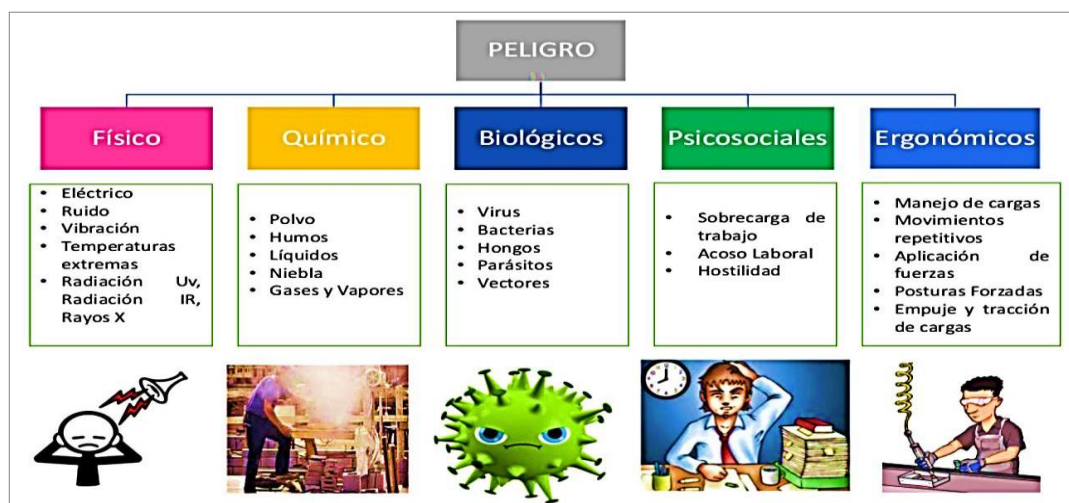 PELIGRO
Físico
• Eléctrico
• Ruido
• Vibración
• Temperaturas
extremas
• Radiación Uv,
Radiación IR,
Rayos X
Químico
• Polvo
• Humos
• Líquidos
• Niebla
• Gases y Vapores
Biológicos
• Virus
• Bacterias
• Hongos
• Parásitos
• Vectores
Psicosociales
• Sobrecarga de
trabajo
• Acoso Laboral
• Hostilidad
Ergonómicos
• Manejo de cargas
• Movimientos
repetitivos
• Aplicación de
fuerzas
• Posturas Forzadas
• Empuje y tracción
de cargas